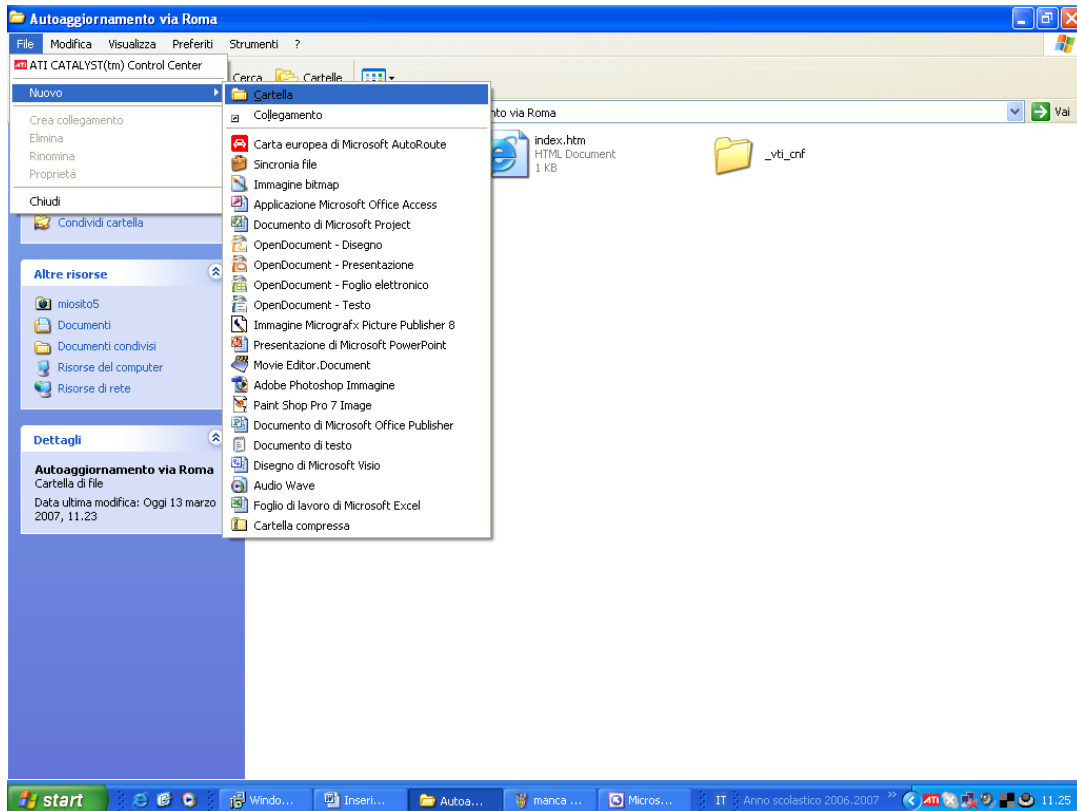 Autoaggiornamento via Roma
File Modifica Visualizza Preferiti Strumenti ?
ATI CATALYST(tm) Control Center
Nuovo
Crea collegamento
Elimina
Rinomina
Proprietà
Chiudi
Cerca Cartelle
nto via Roma Vai
Cartella
Collegamento
Carta europea di Microsoft AutoRoute
Sincronia file
Immagine bitmap
Applicazione Microsoft Office Access
Documento di Microsoft Project
OpenDocument - Disegno
OpenDocument - Presentazione
OpenDocument - Foglio elettronico
OpenDocument - Testo
Immagine Micrografx Picture Publisher 8
Presentazione di Microsoft PowerPoint
Movie Editor.Document
Adobe Photoshop Immagine
Paint Shop Pro 7 Image
Documento di Microsoft Office Publisher
Documento di testo
Disegno di Microsoft Visio
Audio Wave
Foglio di lavoro di Microsoft Excel
Cartella compressa
index.htm
HTML Document
1 KB
_vti_cnf
Condividi cartella
Altre risorse
miosito5
Documenti
Documenti condivisi
Risorse del computer
Risorse di rete
Dettagli
Autoaggiornamento via Roma
Cartella di file
Data ultima modifica: Oggi 13 marzo
2007, 11.23
start Windo... Inseri... Autoa... manca ... Micros... IT Anno scolastico 2006.2007 » ATI 11.25